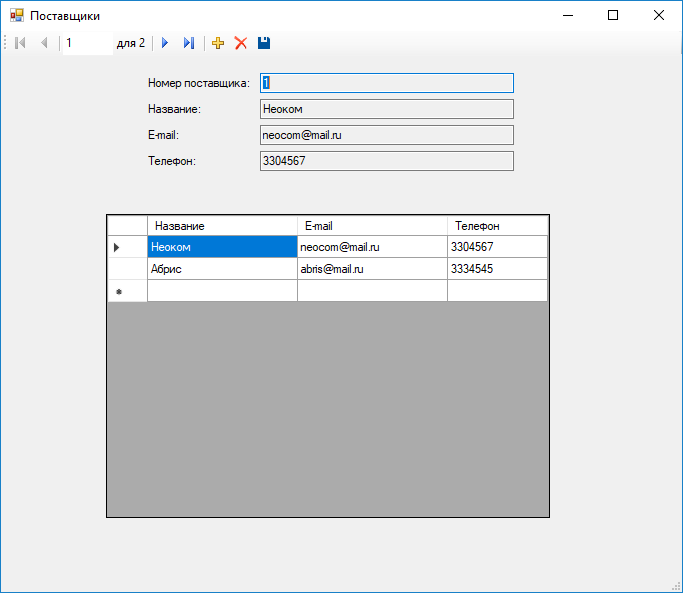 Поставщики
1 для 2
Номер поставщика: 1
Название: Неоком
E-mail: neocom@mail.ru
Телефон: 3304567
Название E-mail Телефон
Неоком neocom@mail.ru 3304567
Абрис abris@mail.ru 3334545